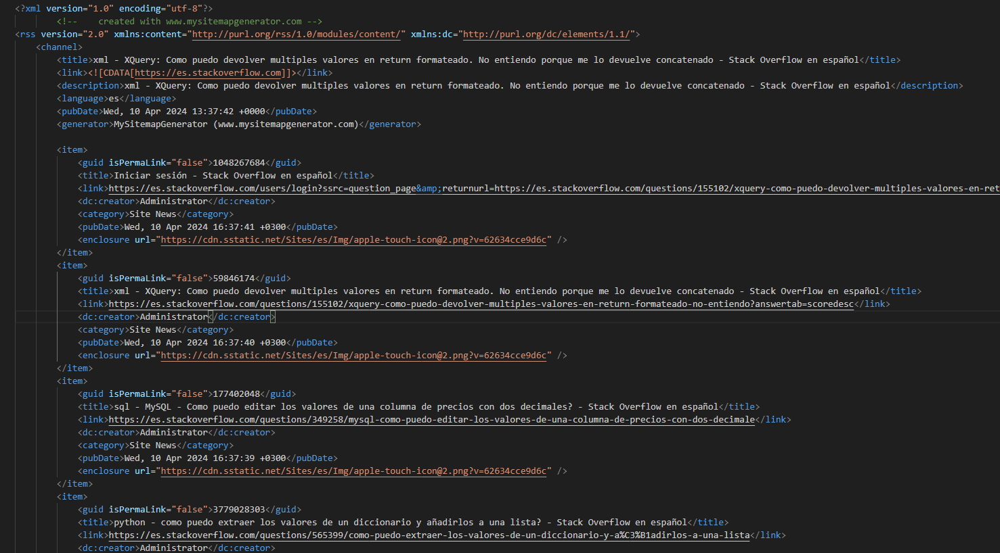 <?xml version="1.0" encoding="utf-8"?>
<!--    created with www.mysitemapgenerator.com -->
<rss version="2.0" xmlns:content="http://purl.org/rss/1.0/modules/content/" xmlns:dc="http://purl.org/dc/elements/1.1/">
<channel>
<title>xml - XQuery: Como puedo devolver multiples valores en return formateado. No entiendo porque me lo devuelve concatenado - Stack Overflow en español</title>
<link><![CDATA[https://es.stackoverflow.com]]></link>
<description>xml - XQuery: Como puedo devolver multiples valores en return formateado. No entiendo porque me lo devuelve concatenado - Stack Overflow en español</description>
<language>es</language>
<pubDate>Wed, 10 Apr 2024 13:37:42 +0000</pubDate>
<generator>MySitemapGenerator (www.mysitemapgenerator.com)</generator>
<item>
<guid isPermaLink="false">1048267684</guid>
<title>Iniciar sesión - Stack Overflow en español</title>
<link>https://es.stackoverflow.com/users/login?ssrc=question_page&amp;returnurl=https://es.stackoverflow.com/questions/155102/xquery-como-puedo-devolver-multiples-valores-en-ret
<dc:creator>Administrator</dc:creator>
<category>Site News</category>
<pubDate>Wed, 10 Apr 2024 16:37:41 +0300</pubDate>
<enclosure url="https://cdn.sstatic.net/Sites/es/Img/apple-touch-icon@2.png?v=62634cce9d6c" />
</item>
<item>
<guid isPermaLink="false">59846174</guid>
<title>xml - XQuery: Como puedo devolver multiples valores en return formateado. No entiendo porque me lo devuelve concatenado - Stack Overflow en español</title>
<link>https://es.stackoverflow.com/questions/155102/xquery-como-puedo-devolver-multiples-valores-en-return-formateado-no-entiendo?answertab=scoredesc</link>
<dc:creator>Administrator</dc:creator>
<category>Site News</category>
<pubDate>Wed, 10 Apr 2024 16:37:40 +0300</pubDate>
<enclosure url="https://cdn.sstatic.net/Sites/es/Img/apple-touch-icon@2.png?v=62634cce9d6c" />
</item>
<item>
<guid isPermaLink="false">177402048</guid>
<title>sql - MySQL - Como puedo editar los valores de una columna de precios con dos decimales? - Stack Overflow en español</title>
<link>https://es.stackoverflow.com/questions/349258/mysql-como-puedo-editar-los-valores-de-una-columna-de-precios-con-dos-decimale</link>
<dc:creator>Administrator</dc:creator>
<category>Site News</category>
<pubDate>Wed, 10 Apr 2024 16:37:39 +0300</pubDate>
<enclosure url="https://cdn.sstatic.net/Sites/es/Img/apple-touch-icon@2.png?v=62634cce9d6c" />
</item>
<item>
<guid isPermaLink="false">3779028303</guid>
<title>python - como puedo extraer los valores de un diccionario y añadirlos a una lista? - Stack Overflow en español</title>
<link>https://es.stackoverflow.com/questions/565399/como-puedo-extraer-los-valores-de-un-diccionario-y-a%C3%B1adirlos-a-una-lista</link>
<dc:creator>Administrator</dc:creator>